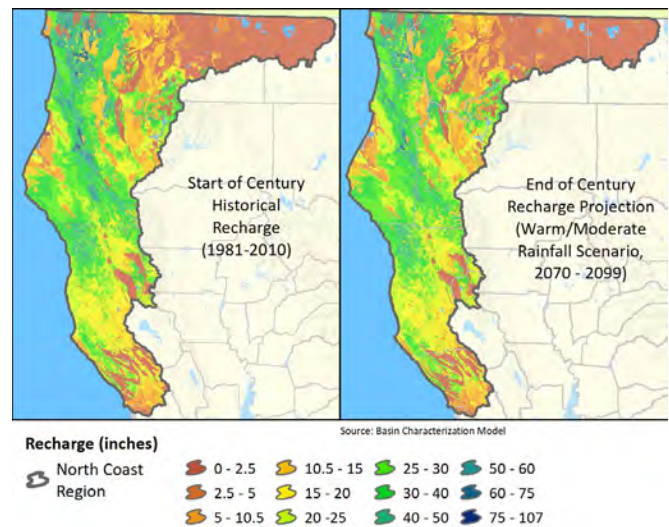 Start of Century
Historical
Recharge
(1981-2010)
End of Century
Recharge Projection
(Warm/Moderate
Rainfall Scenario,
2070 - 2099)
Source: Basin Characterization Model
Recharge (inches)
North Coast
Region
0 - 2.5
2.5 - 5
5 - 10.5
10.5 - 15
15 - 20
20 - 25
25 - 30
30 - 40
40 - 50
50 - 60
60 - 75
75 - 107